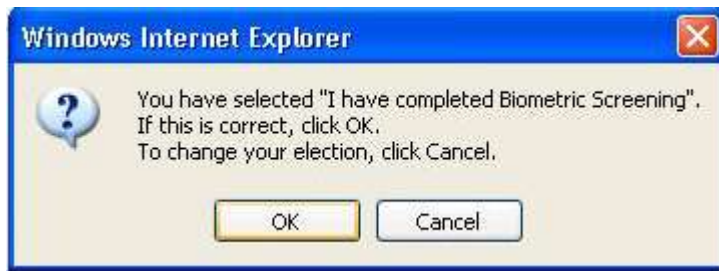 Windows Internet Explorer
?
You have selected "I have completed Biometric Screening".
If this is correct, click OK.
To change your election, click Cancel.
OK
Cancel